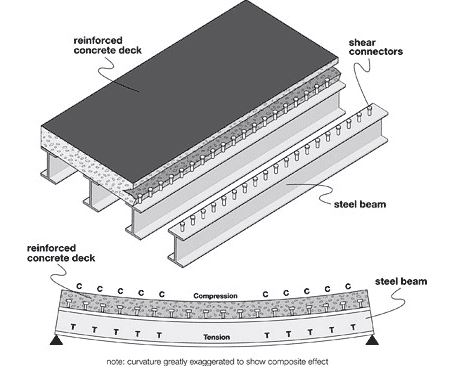 reinforced
concrete deck
shear
connectors
steel beam
reinforced
concrete deck
steel beam
C C C C C Compression C C C C C
T T T T T Tension T T T T T
note: curvature greatly exaggerated to show composite effect